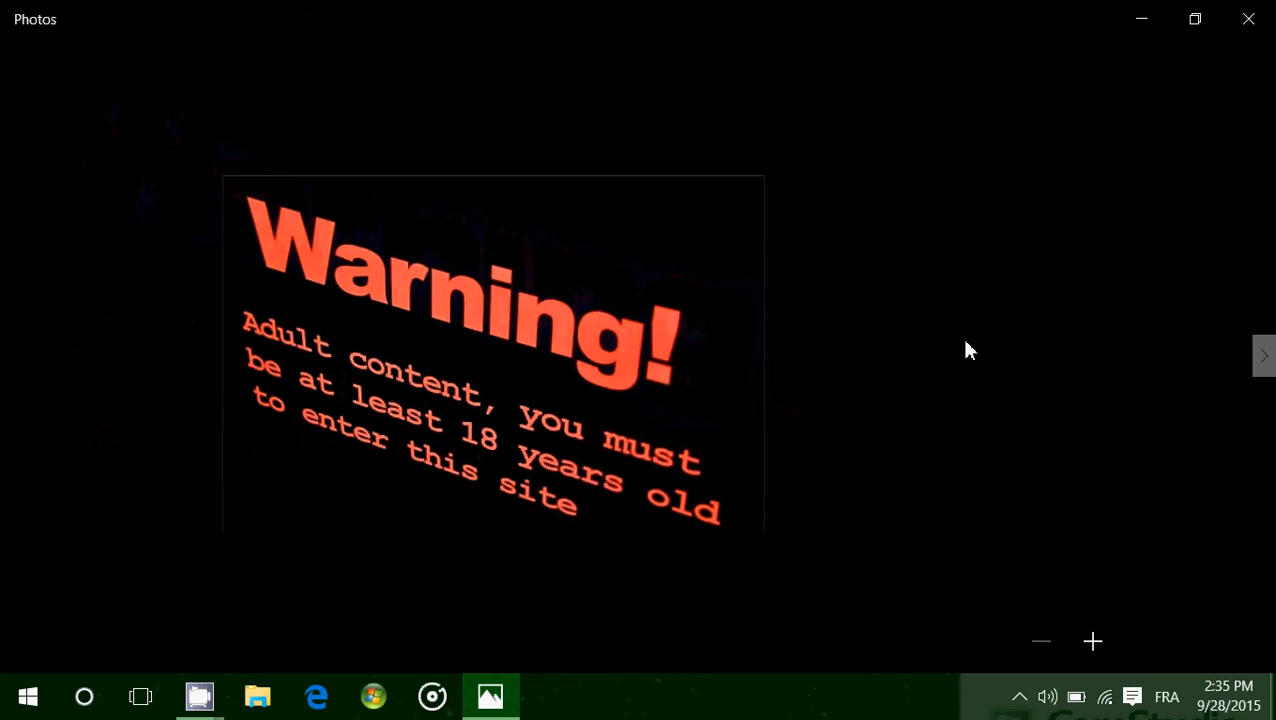 Photos
Warning!
Adult content, you must
be at least 18 years old
to enter this site
FRA
2:35 PM
9/28/2015